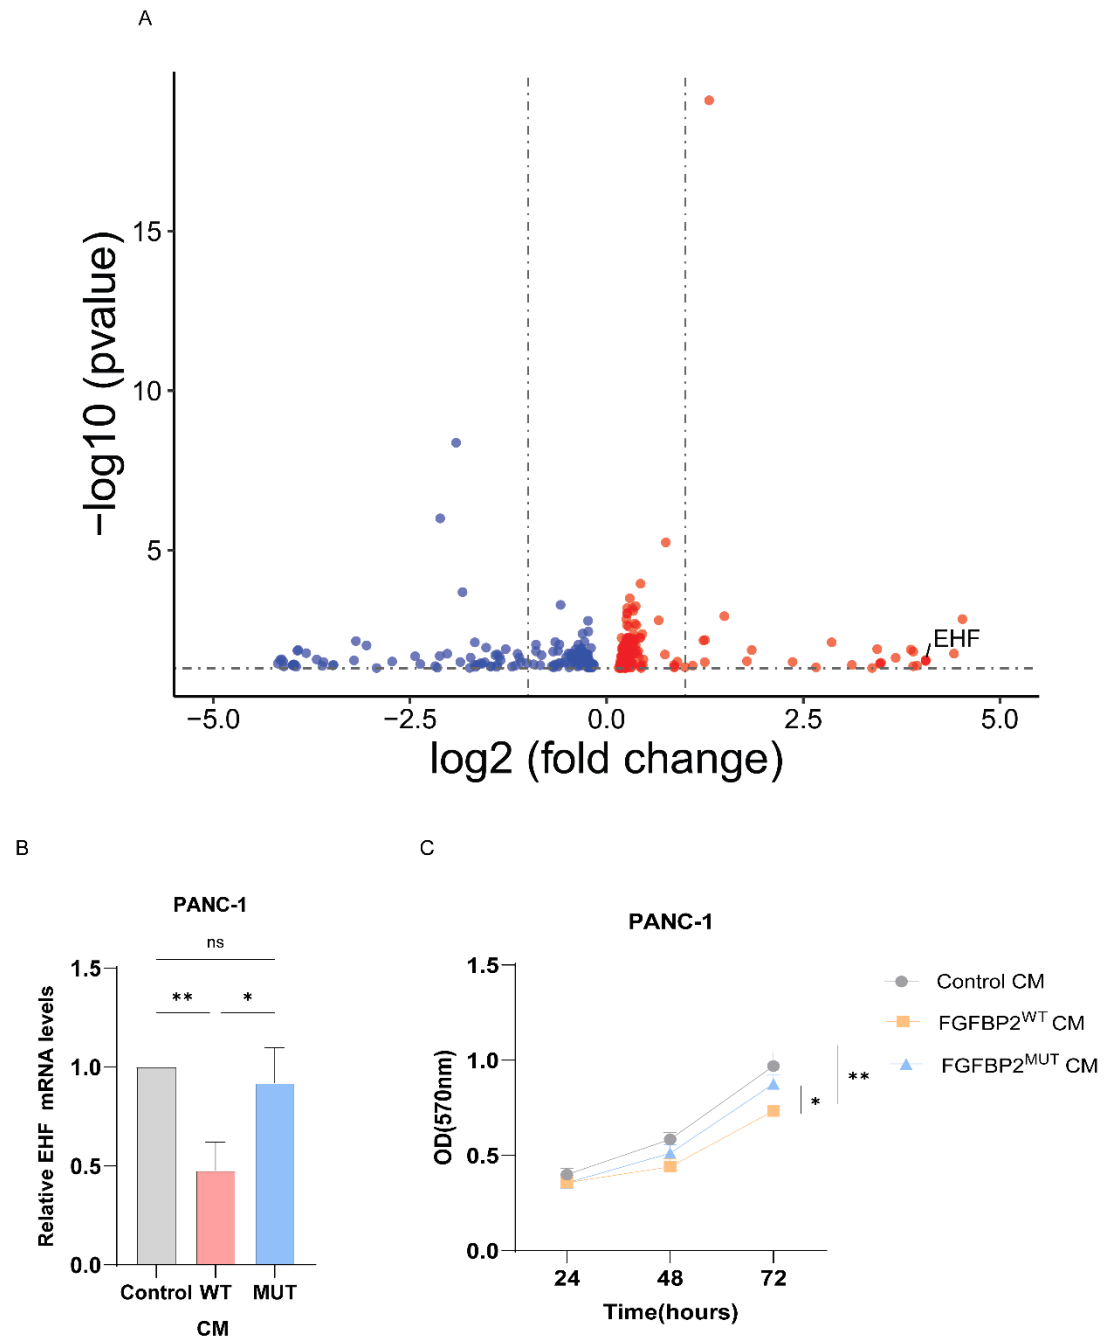 A
−log10 (pvalue)
15
10
5
EHF
−5.0
−2.5
0.0
2.5
5.0
log2 (fold change)
B
C
PANC-1
ns
** *
Relative EHF mRNA levels
1.5
1.0
0.5
0.0
Control WT MUT
CM
PANC-1
OD(570nm)
1.5
1.0
0.5
0.0
24 48 72
Time(hours)
Control CM
FGFBP2WT CM
FGFBP2MUT CM
*
**